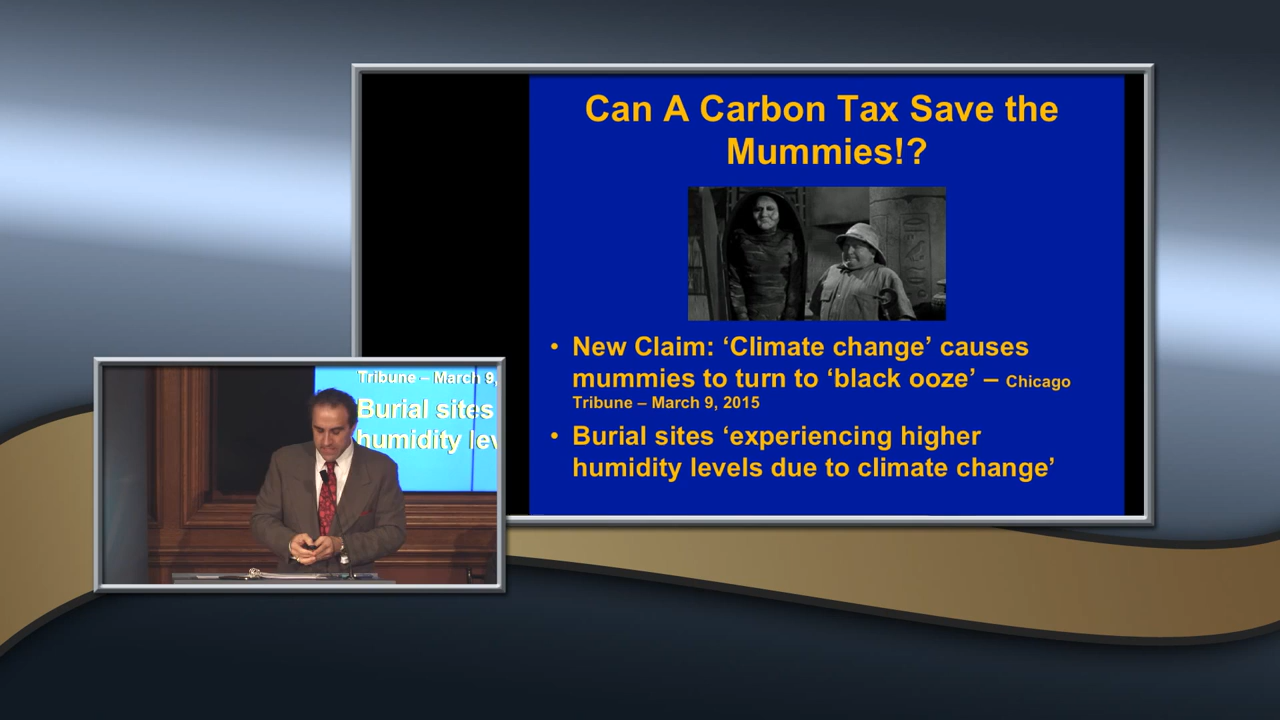 Can A Carbon Tax Save the
Mummies!?
• New Claim: ‘Climate change’ causes
mummies to turn to ‘black ooze’ – Chicago
Tribune – March 9, 2015
• Burial sites ‘experiencing higher
humidity levels due to climate change’
Tribune – March 9,
Burial sites
humidity lev